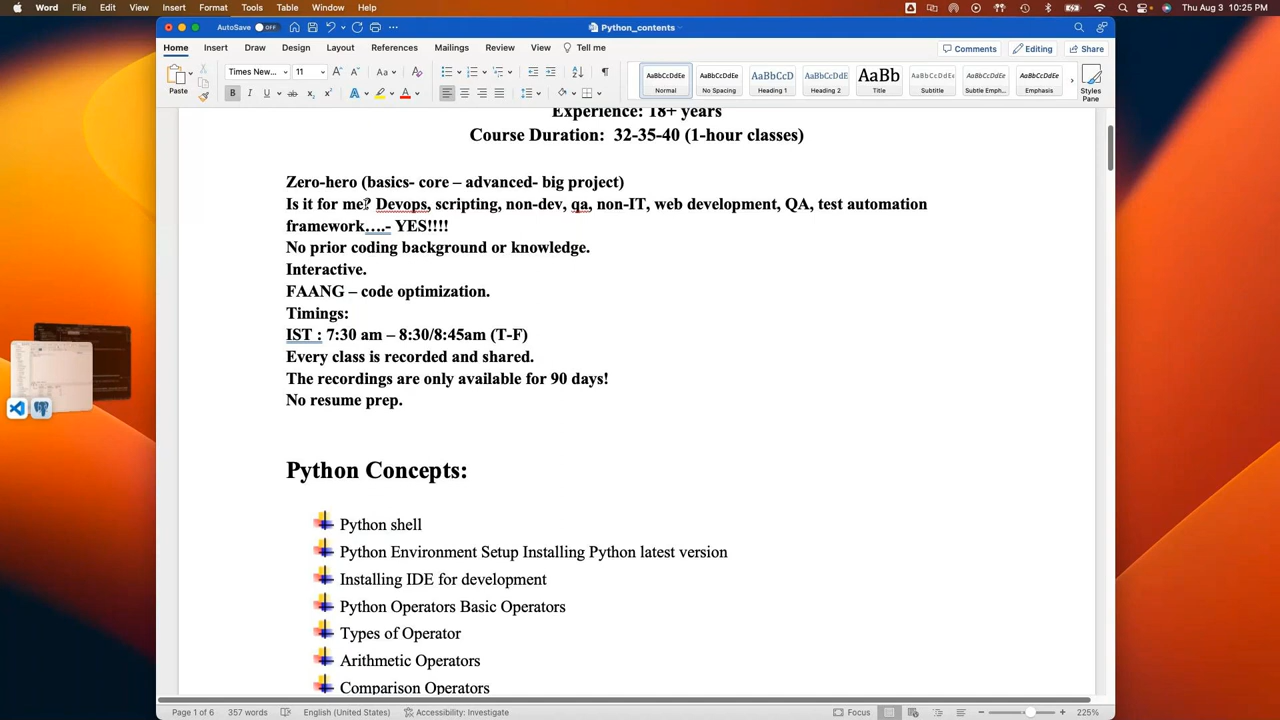 Word File Edit View Insert Format Tools Table Window Help Thu Aug 3 10:25 PM
AutoSave OFF Python_contents
Home Insert Draw Design Layout References Mailings Review View Tell me Comments Editing Share
Paste Times New... 11 AaBbCcDdEe AaBbCcDdEe AaBbCcD AaBbCcDdE AaBb AaBbCcDdEe AaBbCcDdEe AaBbCcDdEe Styles Pane
Normal No Spacing Heading 1 Heading 2 Title Subtitle Subtle Emph... Emphasis
Experience: 18+ years
Course Duration: 32-35-40 (1-hour classes)
Zero-hero (basics- core – advanced- big project)
Is it for me? Devops, scripting, non-dev, qa, non-IT, web development, QA, test automation
framework….- YES!!!!
No prior coding background or knowledge.
Interactive.
FAANG – code optimization.
Timings:
IST : 7:30 am – 8:30/8:45am (T-F)
Every class is recorded and shared.
The recordings are only available for 90 days!
No resume prep.
Python Concepts:
Python shell
Python Environment Setup Installing Python latest version
Installing IDE for development
Python Operators Basic Operators
Types of Operator
Arithmetic Operators
Comparison Operators
Page 1 of 6 357 words English (United States) Accessibility: Investigate Focus 225%